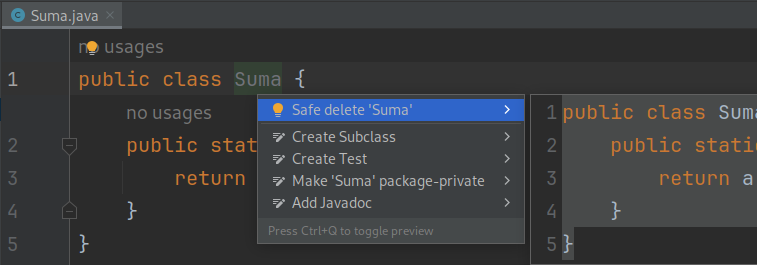 Suma.java
no usages
1 public class Suma {
no usages
2 public stat
3 return
4 }
5 }
Safe delete 'Suma'
Create Subclass
Create Test
Make 'Suma' package-private
Add Javadoc
Press Ctrl+Q to toggle preview
1 public class Suma
2 public static
3 return a
4 }
5 }